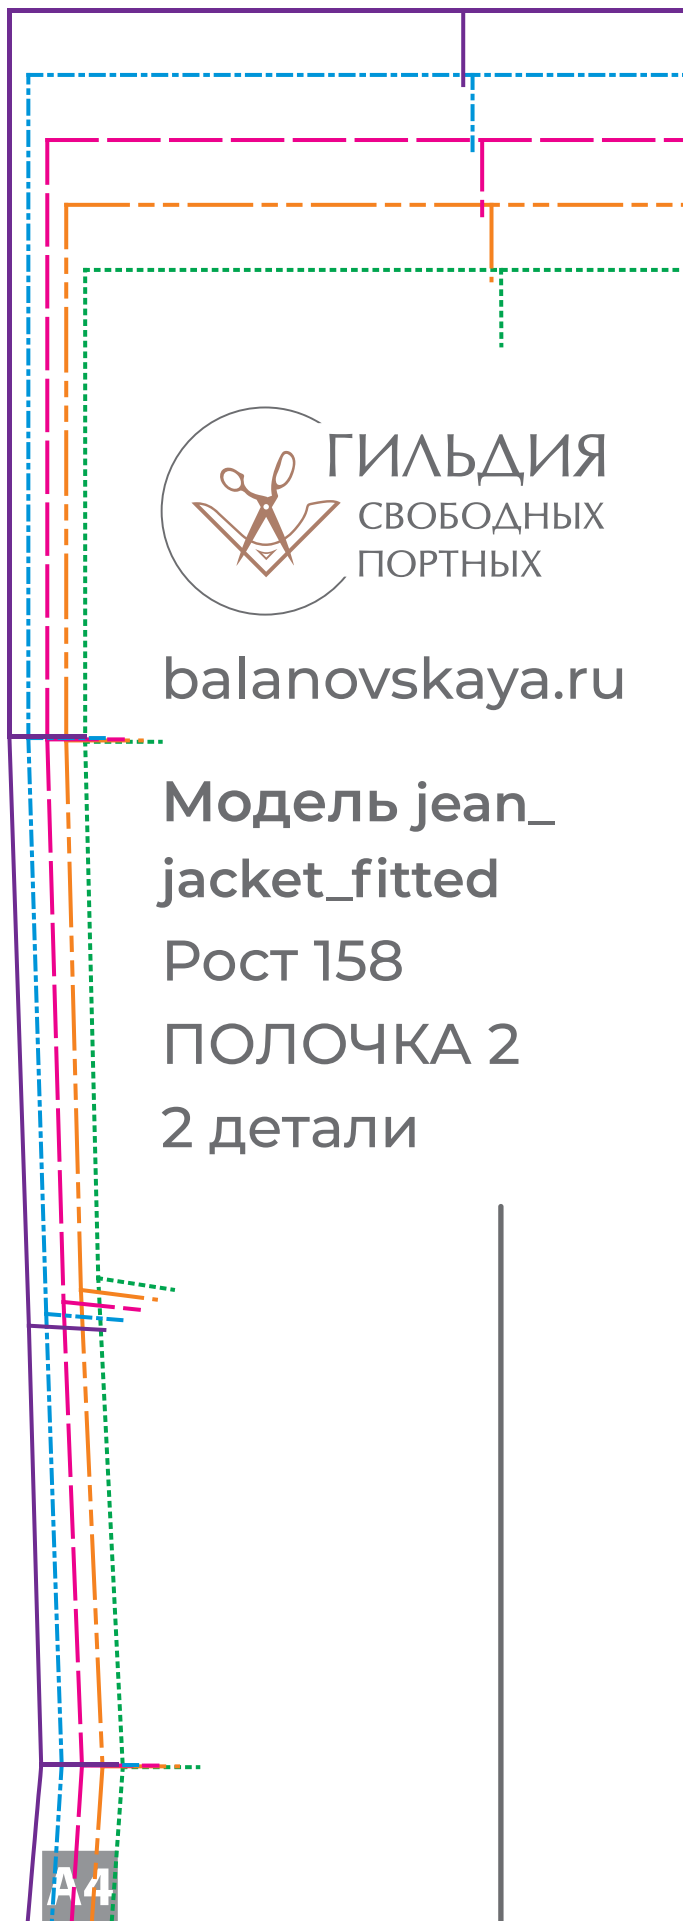 ГИЛЬДИЯ
СВОБОДНЫХ
ПОРТНЫХ
balanovskaya.ru
Модель jean_
jacket_fitted
Рост 158
ПОЛОЧКА 2
2 детали
A4